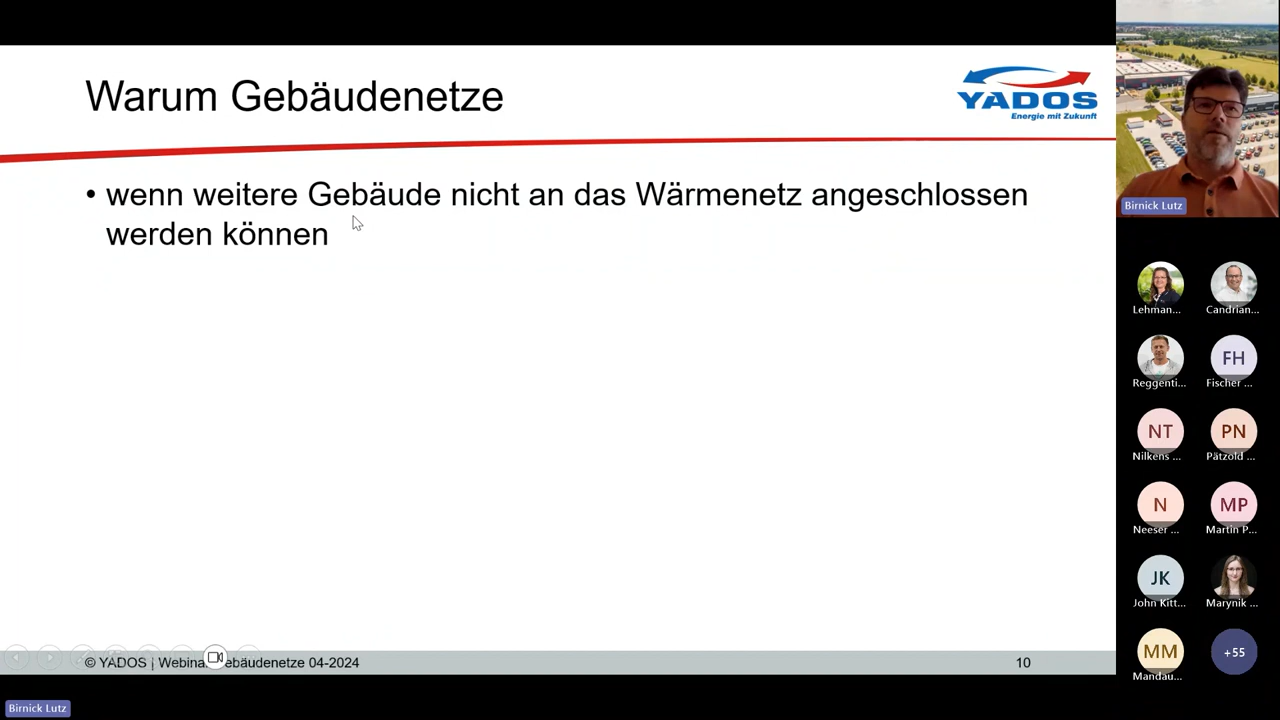 Warum Gebäudenetze
YADOS
Energie mit Zukunft
• wenn weitere Gebäude nicht an das Wärmenetz angeschlossen
werden können
© YADOS | Webina ebäudenetze 04-2024
10
Birnick Lutz
Lehman...
Candrian...
Reggenti...
FH
Fischer ...
NT
Nilkens ...
PN
Pätzold ...
N
Neeser ...
MP
Martin P...
JK
John Kitt...
Marynik ...
MM
Mandau...
+55
Birnick Lutz